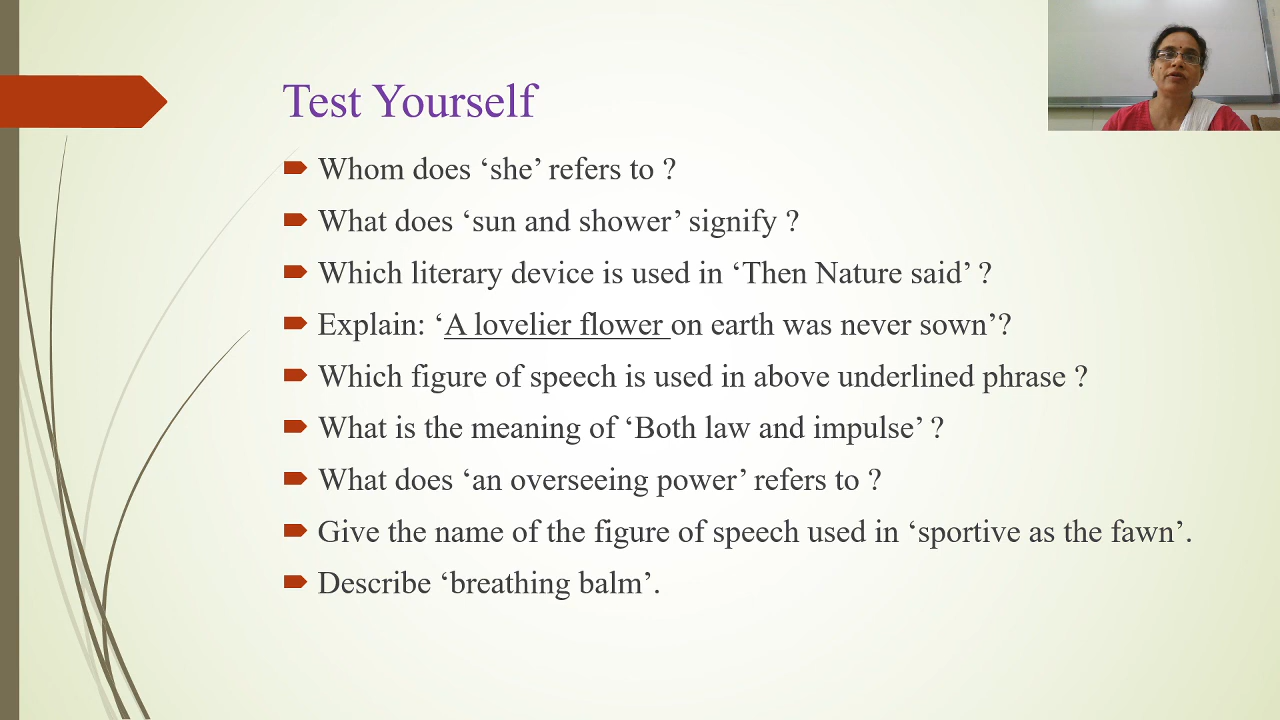 Test Yourself
Whom does ‘she’ refers to ?
What does ‘sun and shower’ signify ?
Which literary device is used in ‘Then Nature said’ ?
Explain: ‘A lovelier flower on earth was never sown’?
Which figure of speech is used in above underlined phrase ?
What is the meaning of ‘Both law and impulse’ ?
What does ‘an overseeing power’ refers to ?
Give the name of the figure of speech used in ‘sportive as the fawn’.
Describe ‘breathing balm’.